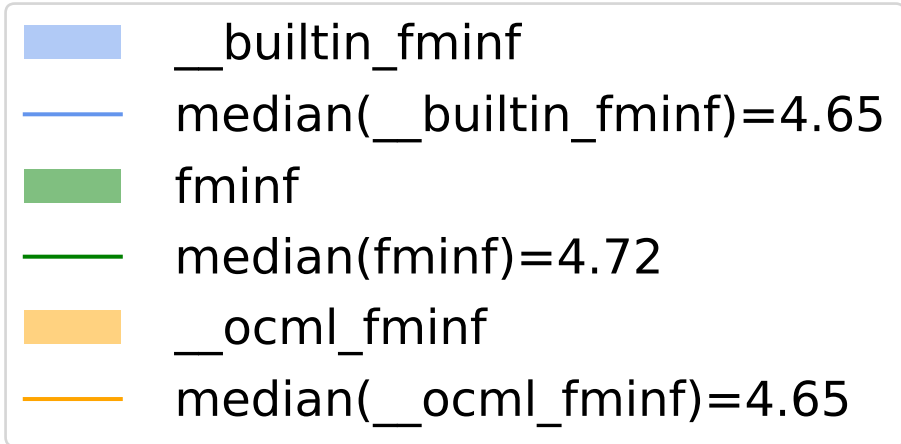 __builtin_fminf
median(__builtin_fminf)=4.65
fminf
median(fminf)=4.72
__ocml_fminf
median(__ocml_fminf)=4.65